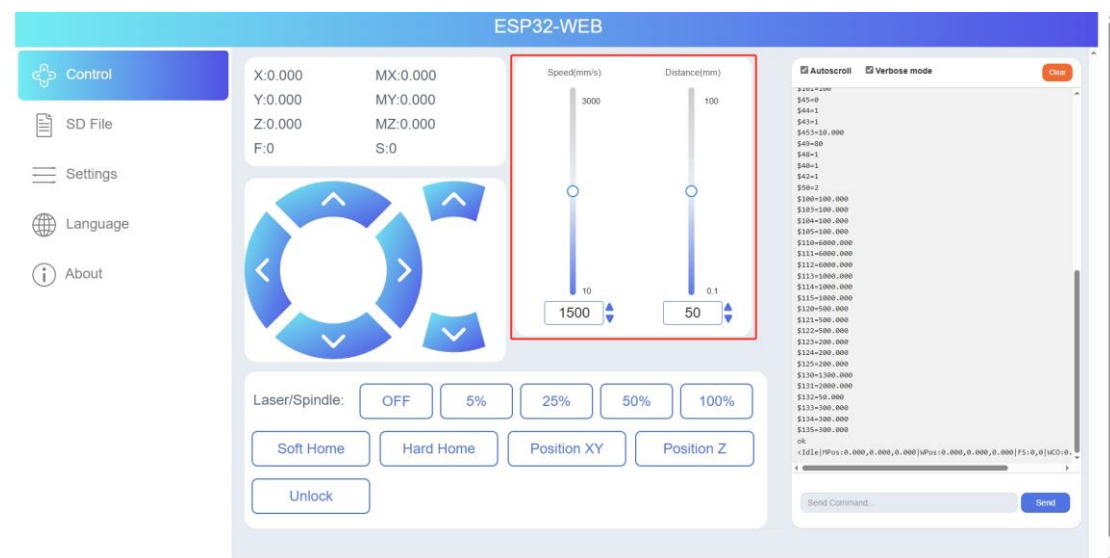 ESP32-WEB
Control
SD File
Settings
Language
About
X:0.000 MX:0.000
Y:0.000 MY:0.000
Z:0.000 MZ:0.000
F:0 S:0
Speed(mm/s) Distance(mm)
3000 100
10 0.1
1500 50
Laser/Spindle: OFF 5% 25% 50% 100%
Soft Home Hard Home Position XY Position Z
Unlock
Autoscroll Verbose mode Clear
$101=100
$45=0
$44=1
$43=1
$453=10.000
$49=80
$48=1
$40=1
$42=1
$50=2
$100=100.000
$103=100.000
$104=100.000
$105=100.000
$110=6000.000
$111=6000.000
$112=6000.000
$113=1000.000
$114=1000.000
$115=1000.000
$120=500.000
$121=500.000
$122=500.000
$123=200.000
$124=200.000
$125=200.000
$130=1300.000
$131=2000.000
$132=50.000
$133=300.000
$134=300.000
$135=300.000
ok
<Idle|MPos:0.000,0.000,0.000|WPos:0.000,0.000,0.000|FS:0,0|WCO:0.
Send Command... Send